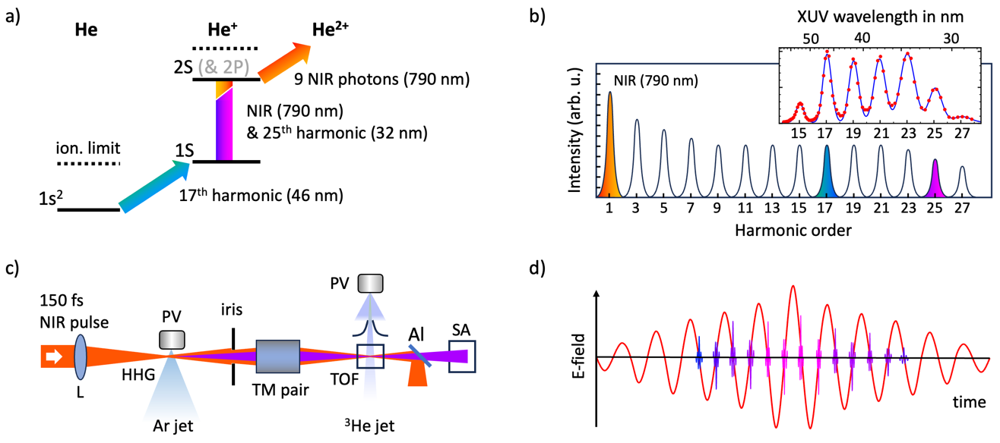 a)
He
He⁺
He²⁺
2S (& 2P)
9 NIR photons (790 nm)
NIR (790 nm)
& 25th harmonic (32 nm)
ion. limit
1S
1s²
17th harmonic (46 nm)
b)
XUV wavelength in nm
50 40 30
NIR (790 nm)
15 17 19 21 23 25 27
Intensity (arb. u.)
1 3 5 7 9 11 13 15 17 19 21 23 25 27
Harmonic order
c)
150 fs
NIR pulse
PV
iris
PV
Al
SA
HHG
L
TM pair
TOF
Ar jet
³He jet
d)
E-field
time